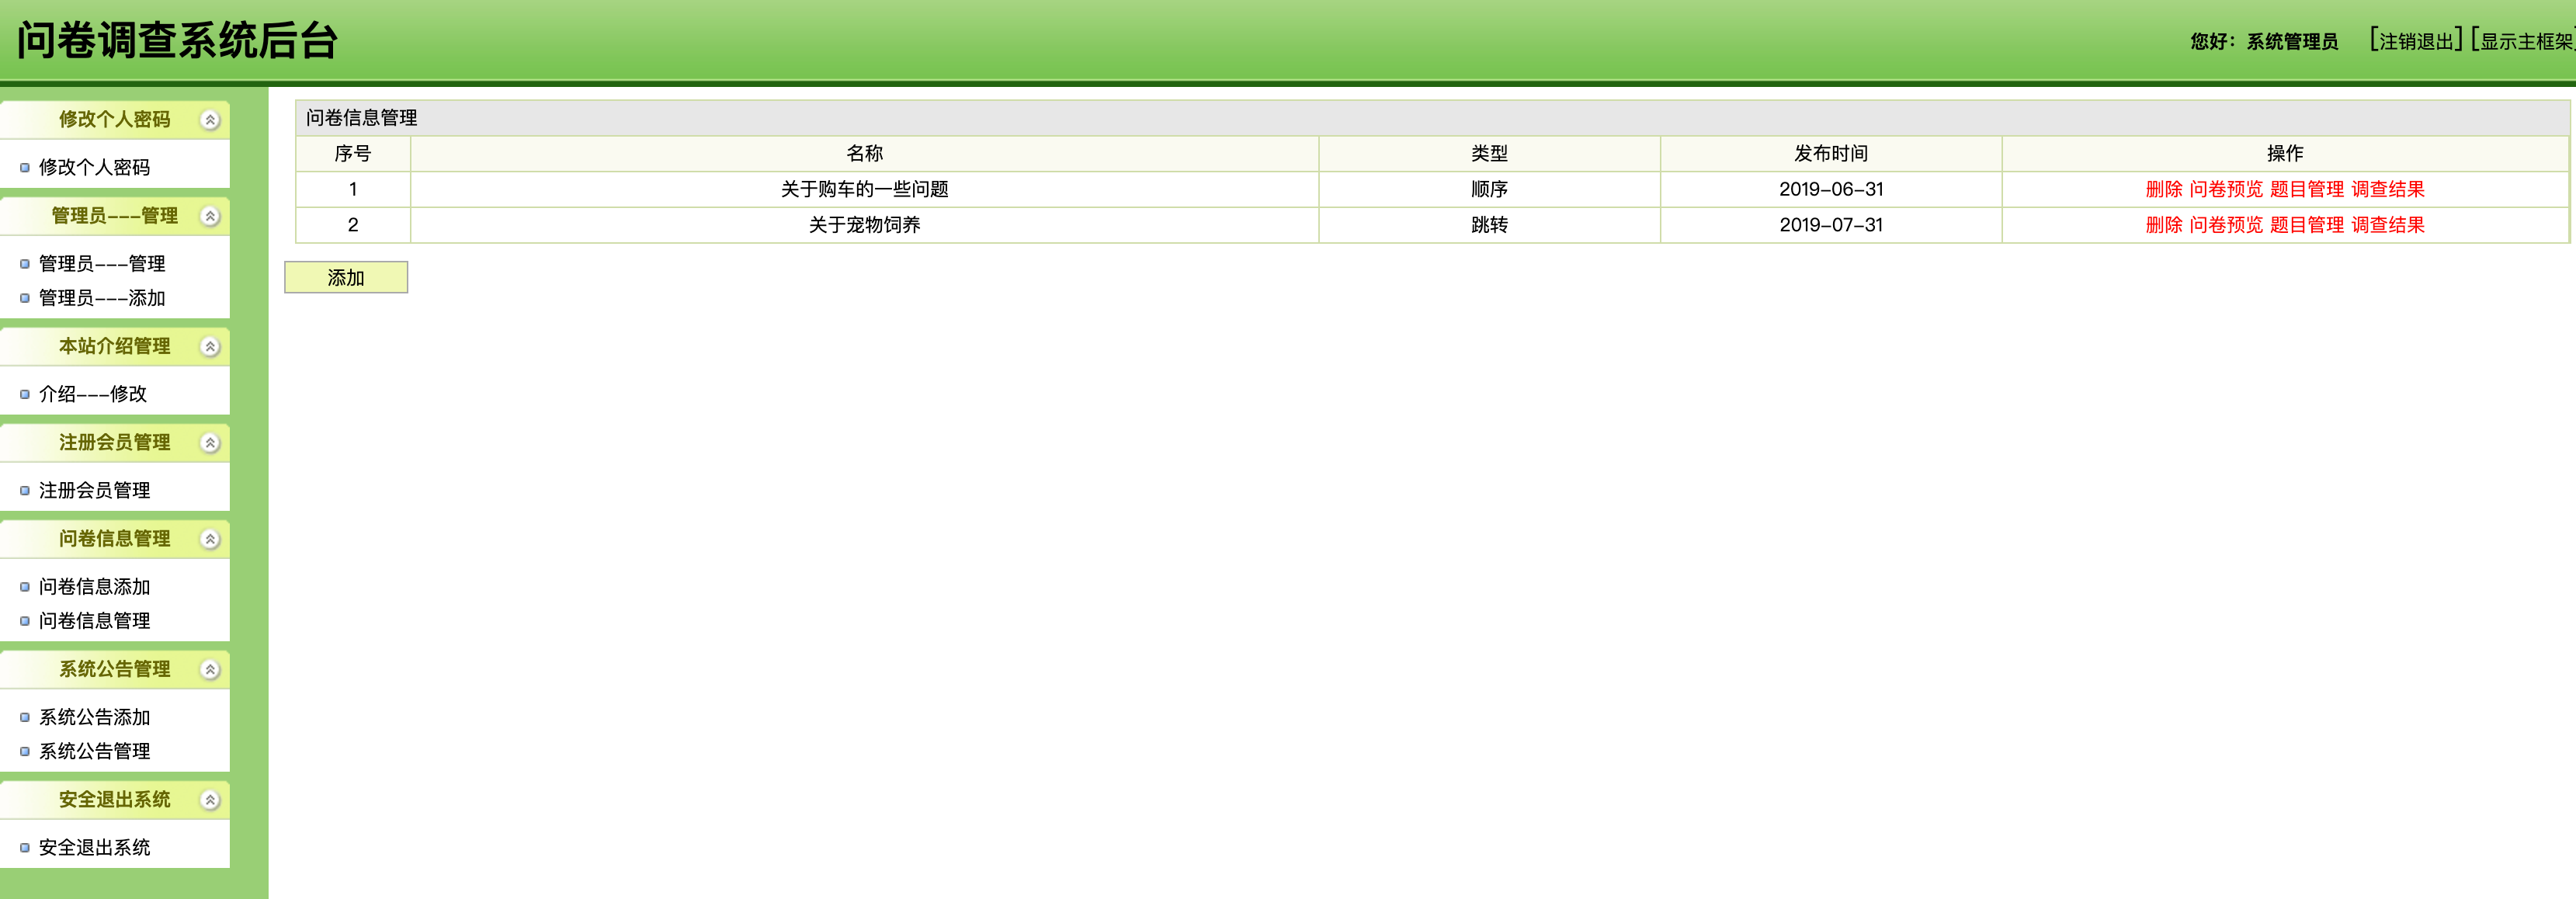 问卷调查系统后台
您好：系统管理员 [注销退出] [显示主框架]
修改个人密码
修改个人密码
管理员---管理
管理员---管理
管理员---添加
本站介绍管理
介绍---修改
注册会员管理
注册会员管理
问卷信息管理
问卷信息添加
问卷信息管理
系统公告管理
系统公告添加
系统公告管理
安全退出系统
安全退出系统
问卷信息管理
序号 名称 类型 发布时间 操作
1 关于购车的一些问题 顺序 2019-06-31 删除 问卷预览 题目管理 调查结果
2 关于宠物饲养 跳转 2019-07-31 删除 问卷预览 题目管理 调查结果
添加